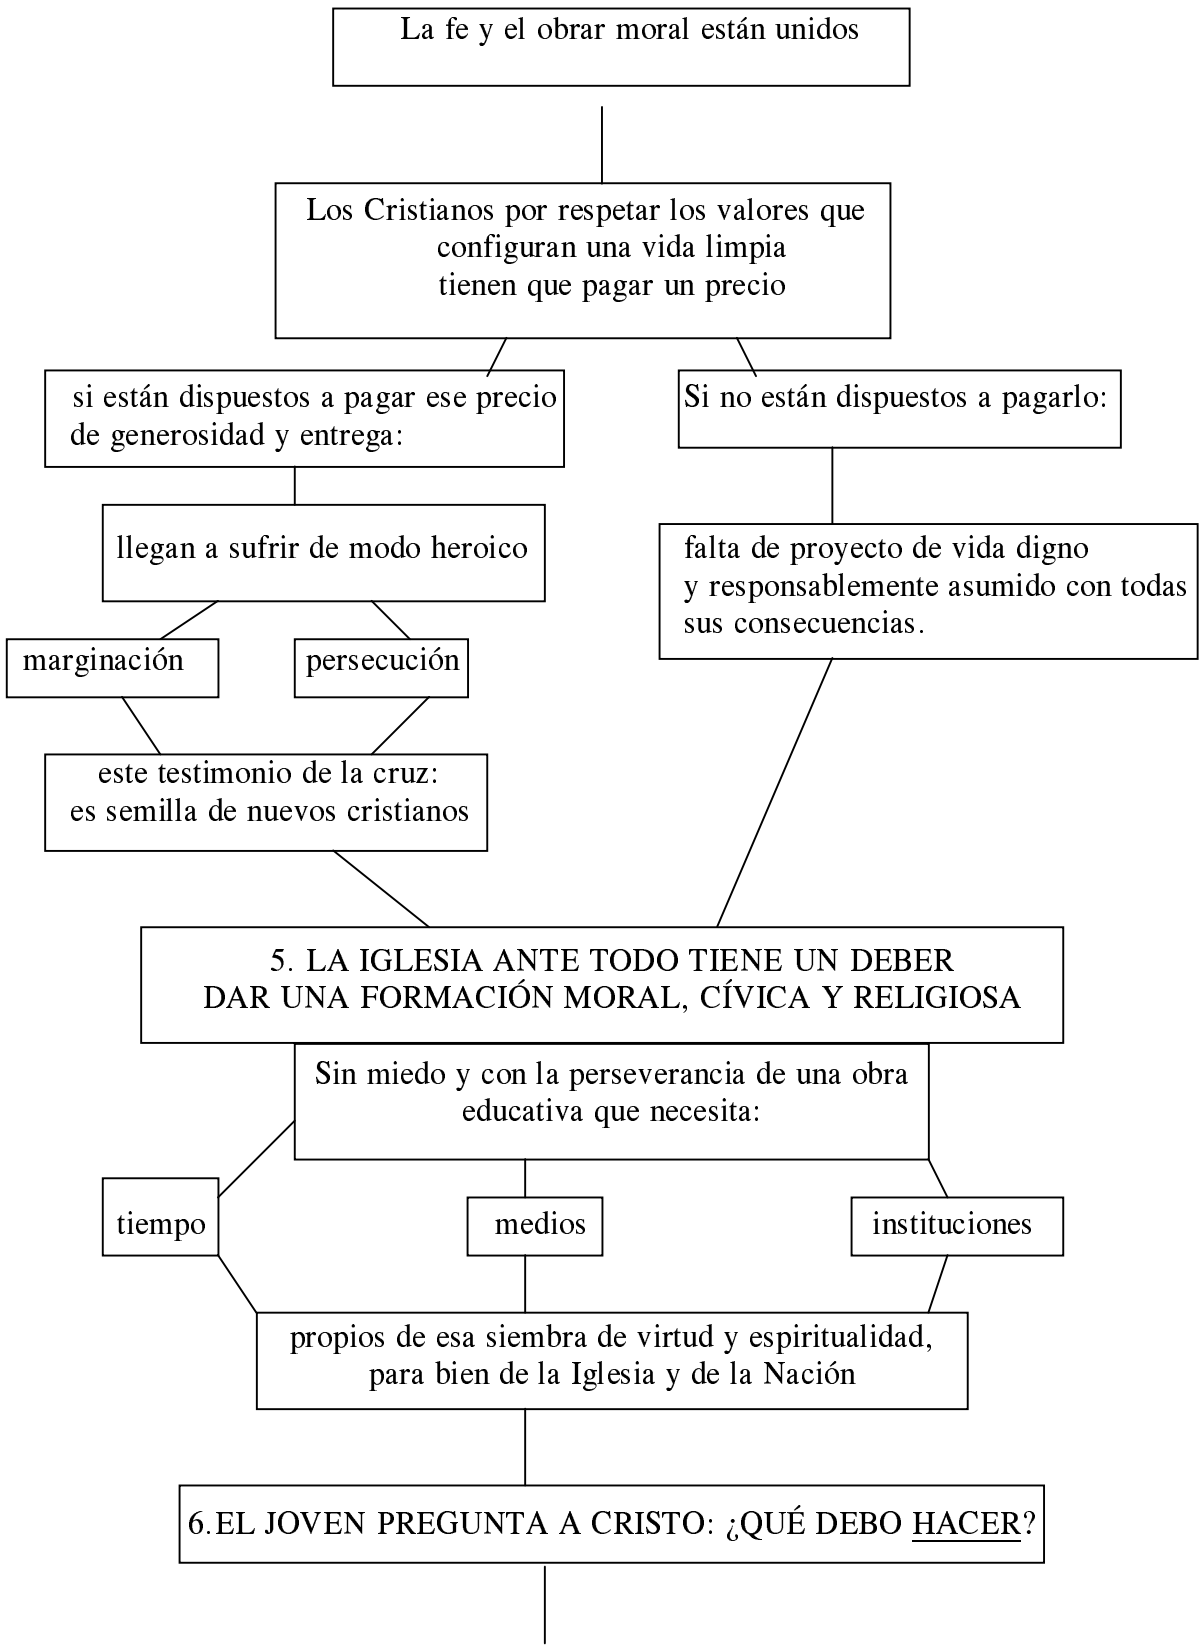 La fe y el obrar moral están unidos
Los Cristianos por respetar los valores que
configuran una vida limpia
tienen que pagar un precio
si están dispuestos a pagar ese precio
de generosidad y entrega:
Si no están dispuestos a pagarlo:
llegan a sufrir de modo heroico
falta de proyecto de vida digno
y responsablemente asumido con todas
sus consecuencias.
marginación
persecución
este testimonio de la cruz:
es semilla de nuevos cristianos
5. LA IGLESIA ANTE TODO TIENE UN DEBER
DAR UNA FORMACIÓN MORAL, CÍVICA Y RELIGIOSA
Sin miedo y con la perseverancia de una obra
educativa que necesita:
tiempo
medios
instituciones
propios de esa siembra de virtud y espiritualidad,
para bien de la Iglesia y de la Nación
6.EL JOVEN PREGUNTA A CRISTO: ¿QUÉ DEBO HACER?